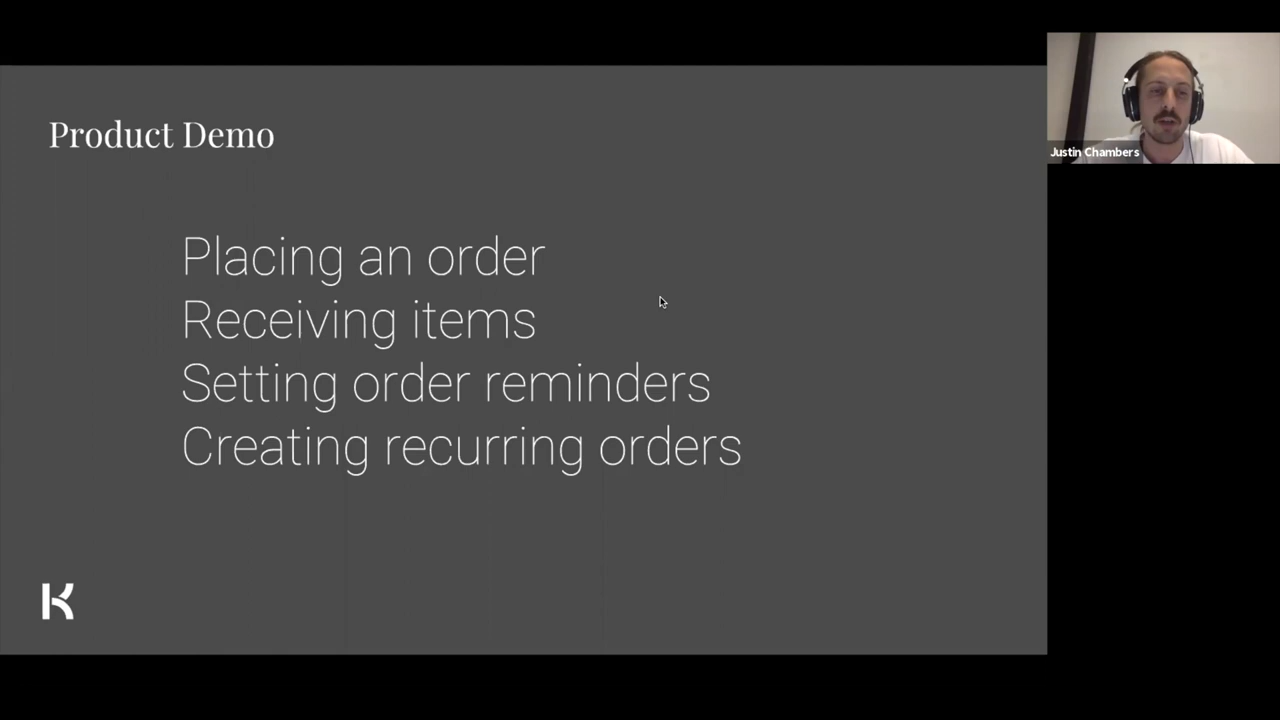 Product Demo
Placing an order
Receiving items
Setting order reminders
Creating recurring orders
K
Justin Chambers